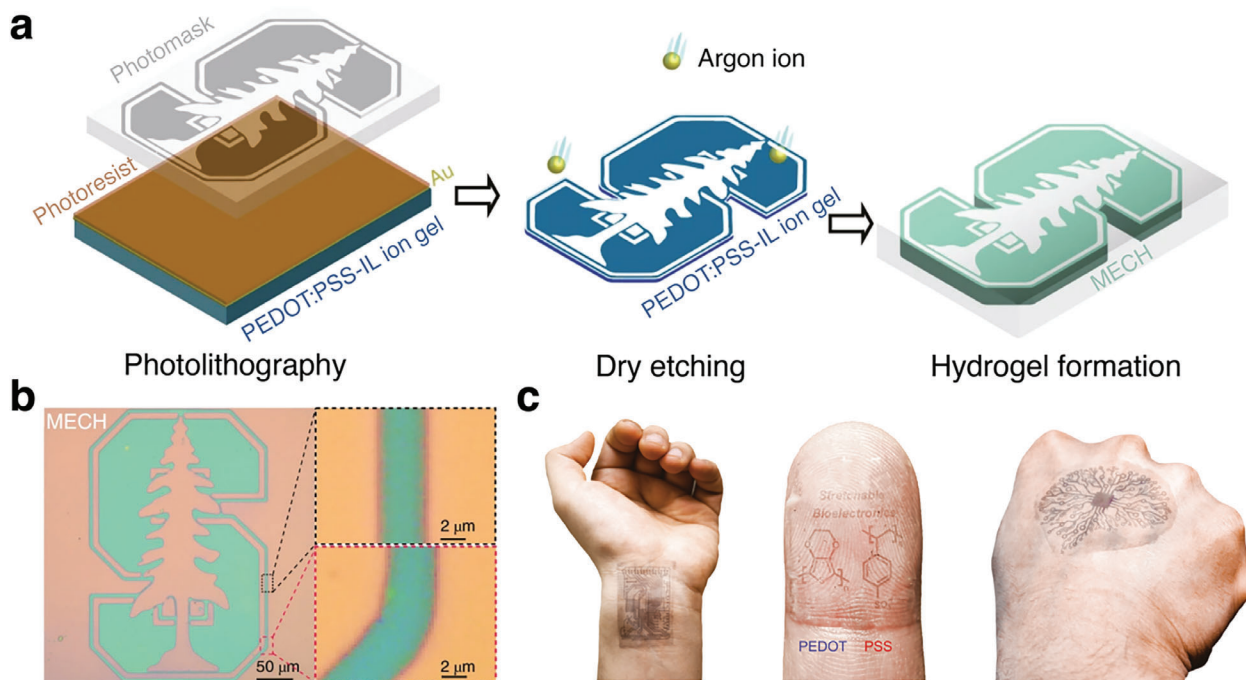 a
Photomask
Photoresist
Au
PEDOT:PSS-IL ion gel
Photolithography
Argon ion
PEDOT:PSS-IL ion gel
Dry etching
MECH
Hydrogel formation
b
MECH
50 μm
2 μm
2 μm
c
Stretchable
Bioelectronics
PEDOT PSS